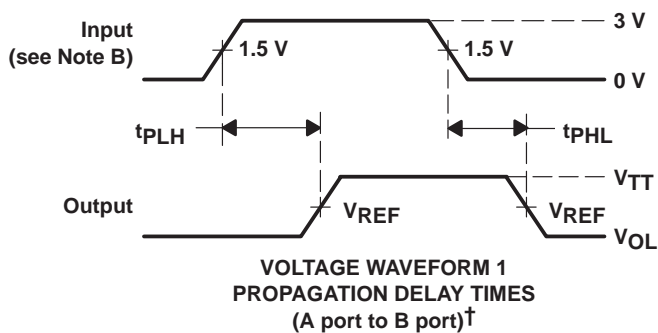 Input
(see Note B)
1.5 V
1.5 V
3 V
0 V
tPLH
tPHL
Output
VREF
VREF
VTT
VOL
VOLTAGE WAVEFORM 1
PROPAGATION DELAY TIMES
(A port to B port)†